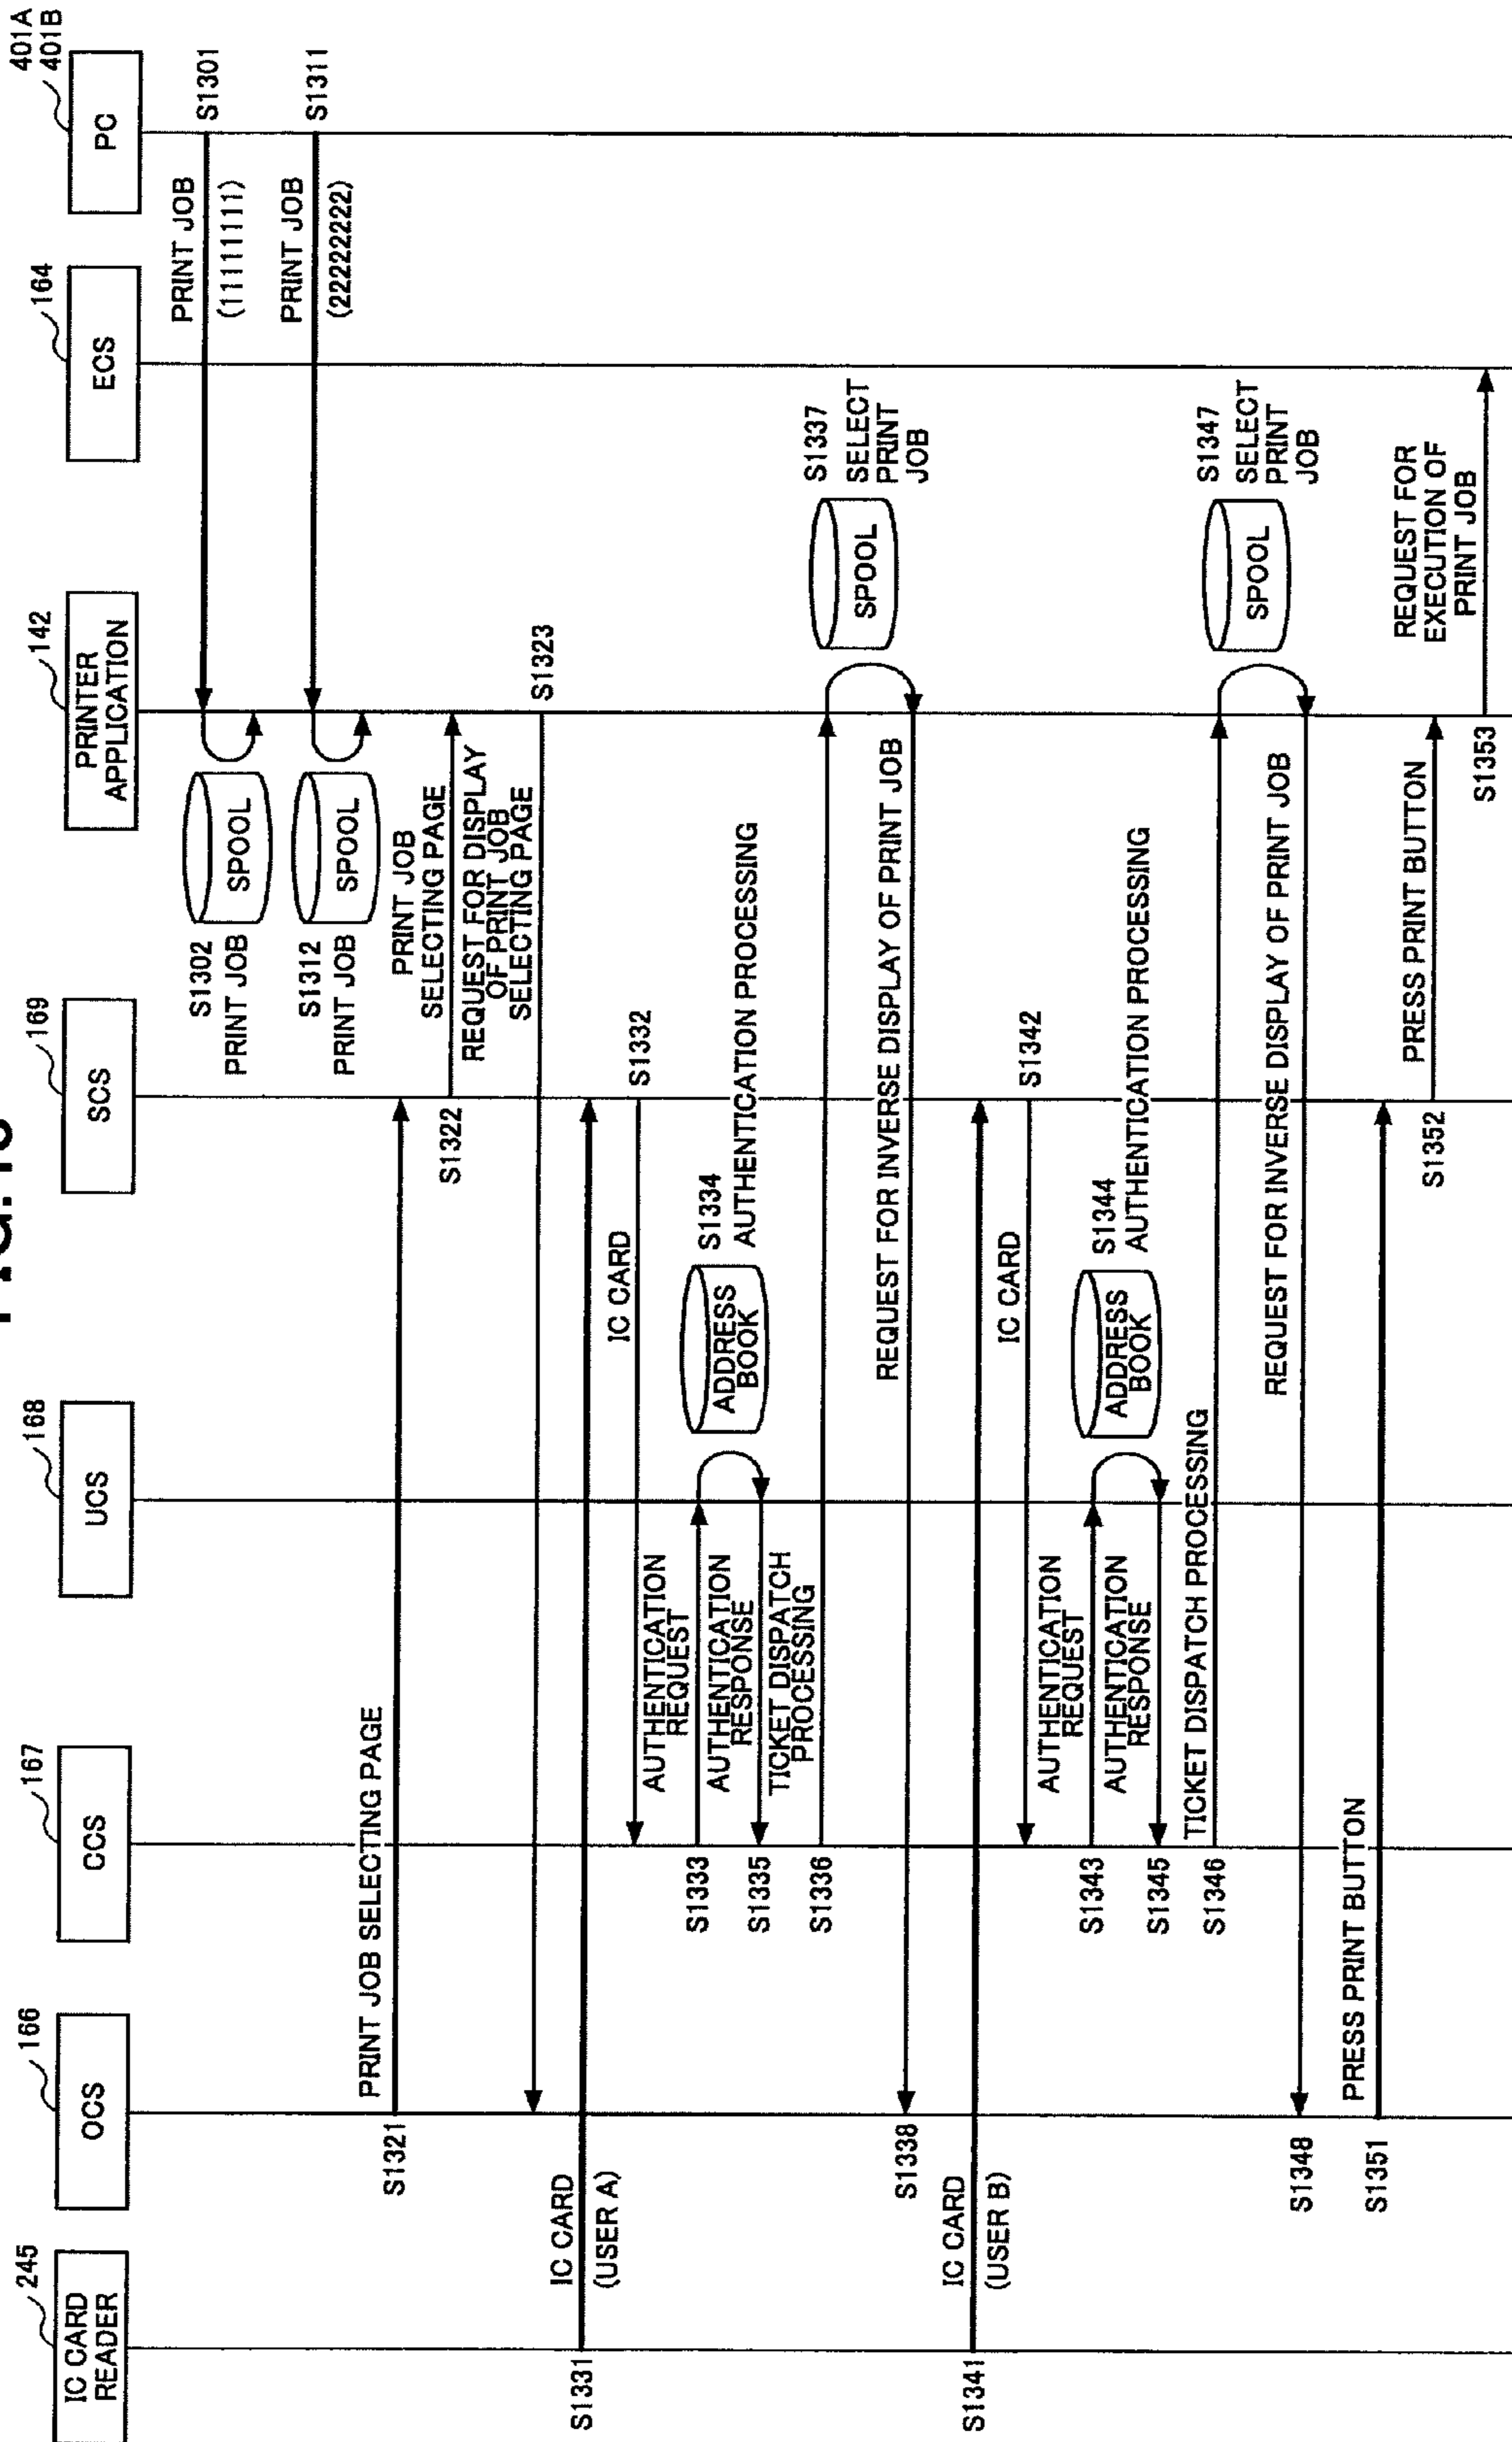 245
IC CARD
READER
166
OCS
167
CCS
168
UCS
169
SCS
142
PRINTER
APPLICATION
164
ECS
401A
401B
PC
PRINT JOB
(11111111)
S1301
S1302
PRINT JOB
SPOOL
PRINT JOB
(22222222)
S1311
S1312
PRINT JOB
SPOOL
S1321
PRINT JOB SELECTING PAGE
S1322
PRINT JOB
SELECTING PAGE
REQUEST FOR DISPLAY
OF PRINT JOB
SELECTING PAGE
S1323
S1331
IC CARD
(USER A)
IC CARD
S1332
S1333
AUTHENTICATION
REQUEST
ADDRESS
BOOK
S1334
AUTHENTICATION PROCESSING
S1335
AUTHENTICATION
RESPONSE
S1336
TICKET DISPATCH
PROCESSING
SPOOL
S1337
SELECT
PRINT
JOB
S1338
REQUEST FOR INVERSE DISPLAY OF PRINT JOB
S1341
IC CARD
(USER B)
IC CARD
S1342
S1343
AUTHENTICATION
REQUEST
ADDRESS
BOOK
S1344
AUTHENTICATION PROCESSING
S1345
AUTHENTICATION
RESPONSE
S1346
TICKET DISPATCH PROCESSING
SPOOL
S1347
SELECT
PRINT
JOB
S1348
REQUEST FOR INVERSE DISPLAY OF PRINT JOB
S1351
PRESS PRINT BUTTON
S1352
PRESS PRINT BUTTON
S1353
REQUEST FOR
EXECUTION OF
PRINT JOB